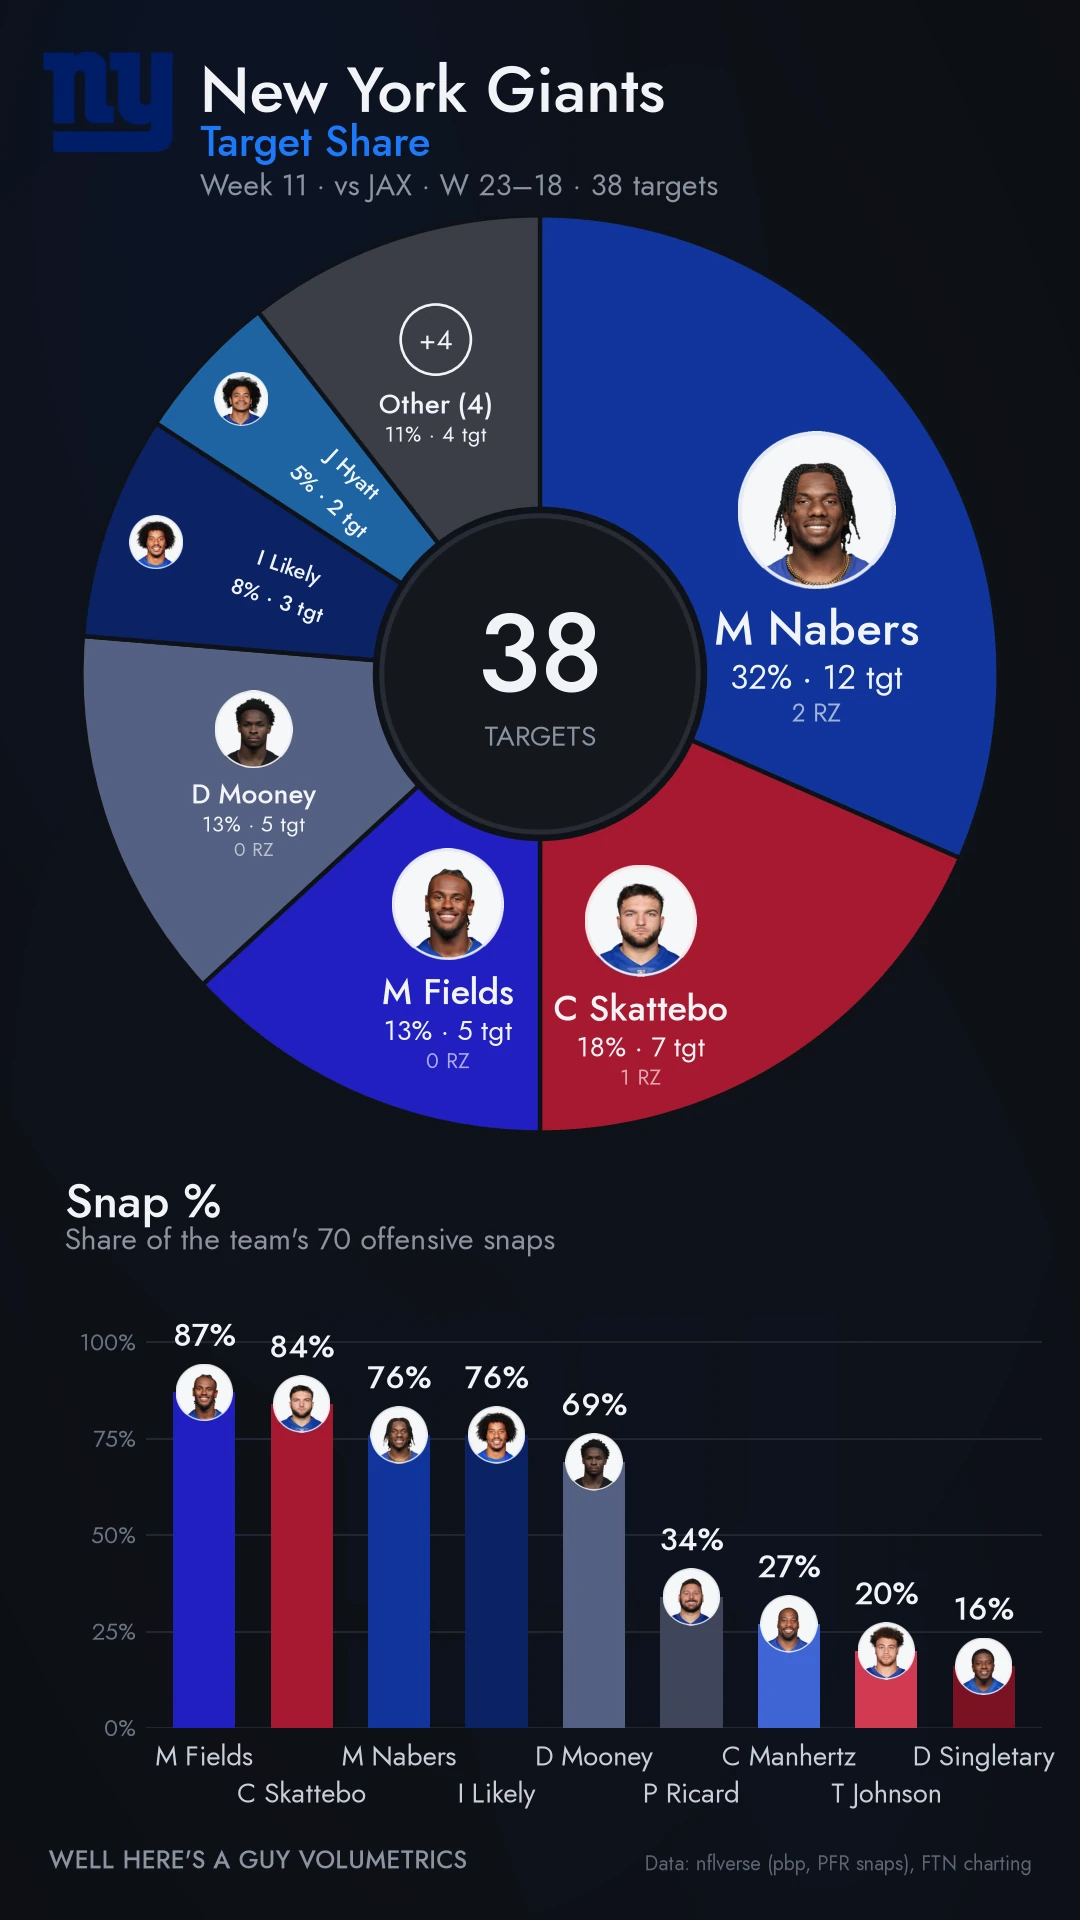 ny
New York Giants
Target Share
Week 11 · vs JAX · W 23–18 · 38 targets
+4
Other (4)
11% · 4 tgt
J Hyatt
5% · 2 tgt
I Likely
8% · 3 tgt
M Nabers
32% · 12 tgt
2 RZ
38
TARGETS
D Mooney
13% · 5 tgt
0 RZ
M Fields
13% · 5 tgt
0 RZ
C Skattebo
18% · 7 tgt
1 RZ
Snap %
Share of the team's 70 offensive snaps
100%
75%
50%
25%
0%
87%
84%
76%
76%
69%
34%
27%
20%
16%
M Fields
C Skattebo
M Nabers
I Likely
D Mooney
P Ricard
C Manhertz
T Johnson
D Singletary
WELL HERE'S A GUY VOLUMETRICS
Data: nflverse (pbp, PFR snaps), FTN charting